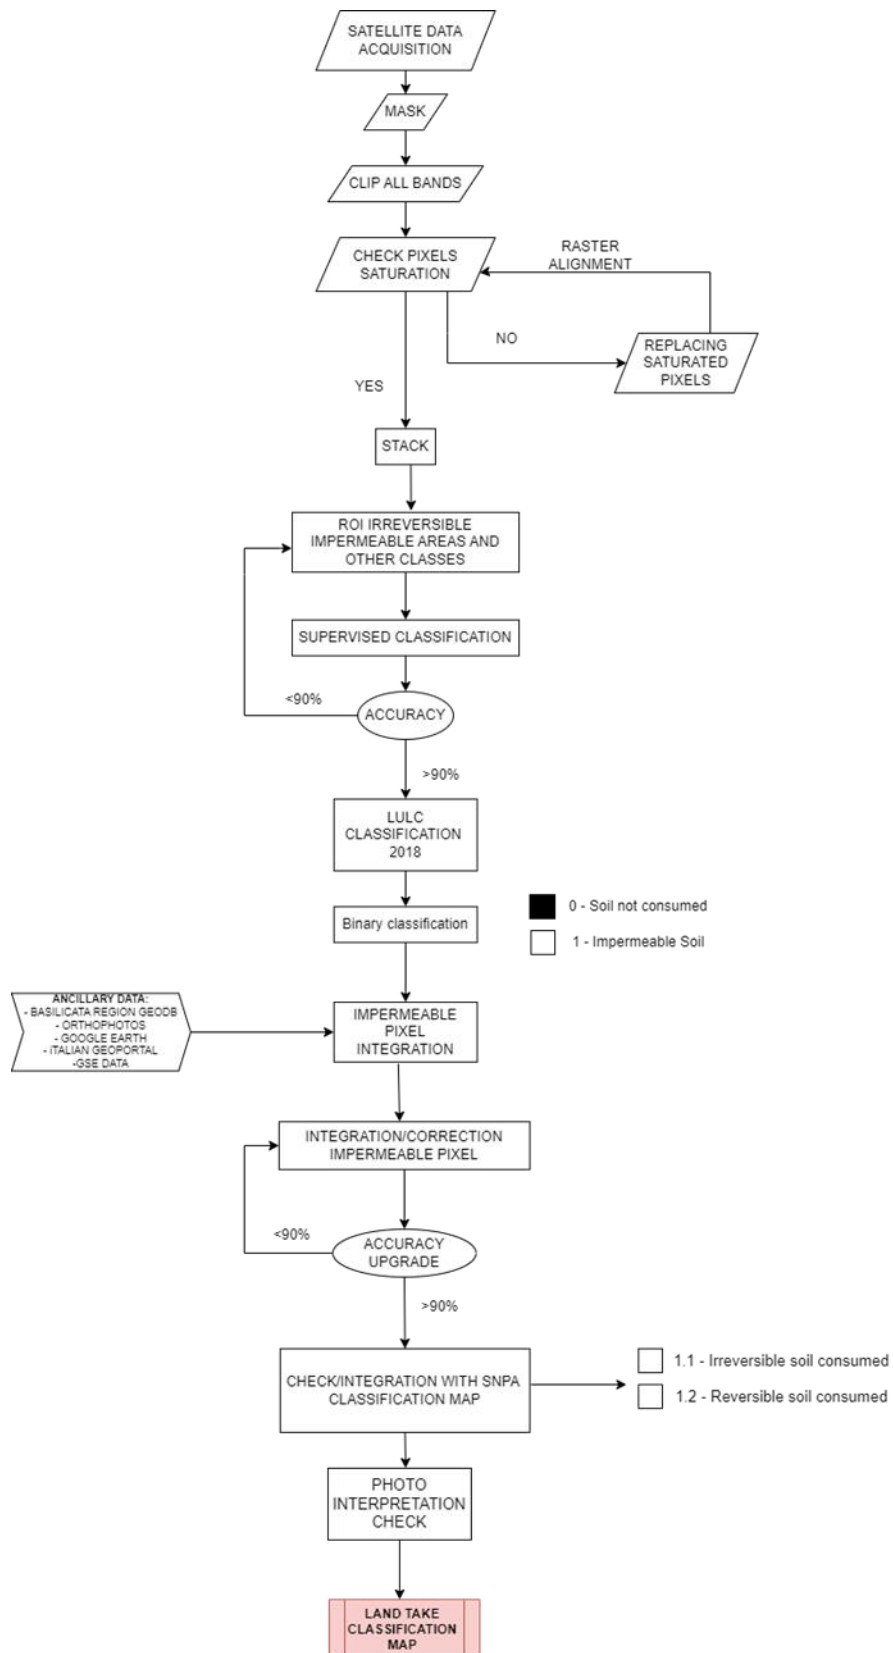 SATELLITE DATA
ACQUISITION
MASK
CLIP ALL BANDS
CHECK PIXELS
SATURATION
RASTER
ALIGNMENT
NO
REPLACING
SATURATED
PIXELS
YES
STACK
ROI IRREVERSIBLE
IMPERMEABLE AREAS AND
OTHER CLASSES
SUPERVISED CLASSIFICATION
<90%
ACCURACY
>90%
LULC
CLASSIFICATION
2018
0 - Soil not consumed
Binary classification
1 - Impermeable Soil
ANCILLARY DATA:
- BASILICATA REGION GEODB
- ORTHOPHOTOS
- GOOGLE EARTH
- ITALIAN GEOPORTAL
-GSE DATA
IMPERMEABLE
PIXEL
INTEGRATION
INTEGRATION/CORRECTION
IMPERMEABLE PIXEL
<90%
ACCURACY
UPGRADE
>90%
CHECK/INTEGRATION WITH SNPA
CLASSIFICATION MAP
1.1 - Irreversible soil consumed
1.2 - Reversible soil consumed
PHOTO
INTERPRETATION
CHECK
LAND TAKE
CLASSIFICATION
MAP